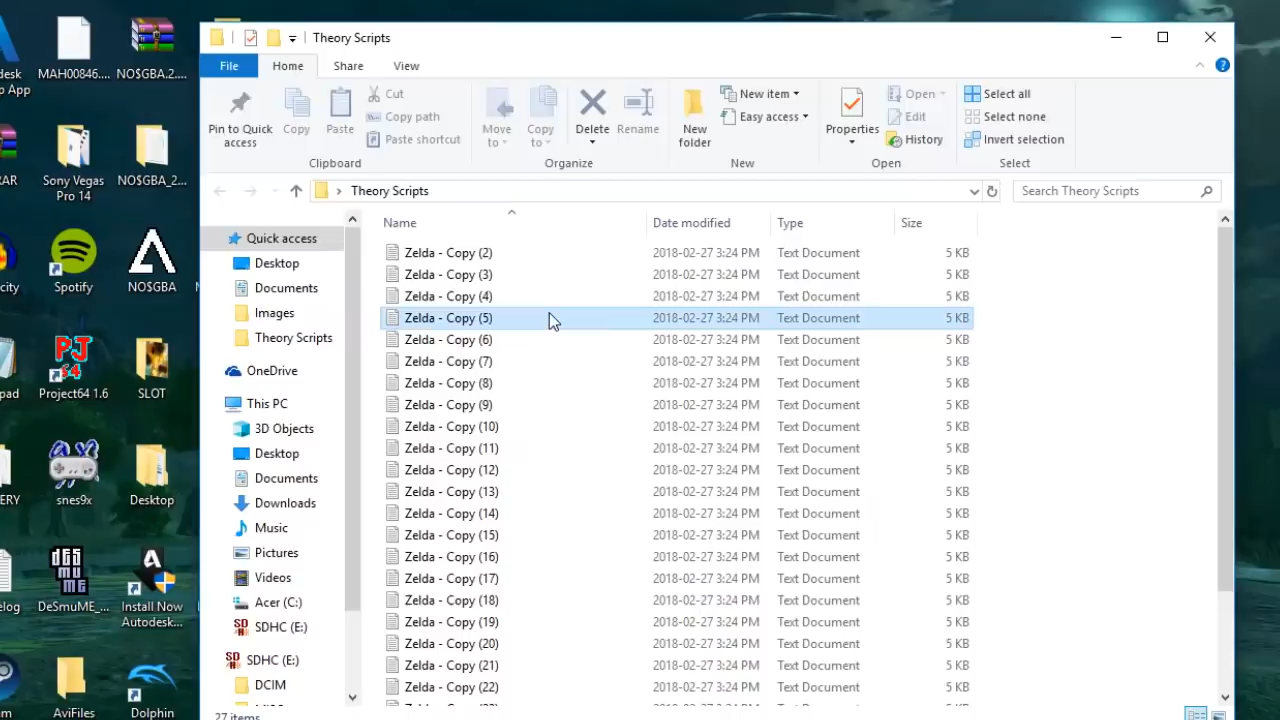 Theory Scripts
File Home Share View
Pin to Quick access
Copy
Paste
Cut
Copy path
Paste shortcut
Clipboard
Move to
Copy to
Delete
Rename
Organize
New folder
New item
Easy access
New
Properties
Open
Edit
History
Open
Select all
Select none
Invert selection
Select
Theory Scripts
Search Theory Scripts
Quick access
Desktop
Documents
Images
Theory Scripts
OneDrive
This PC
3D Objects
Desktop
Documents
Downloads
Music
Pictures
Videos
Acer (C:)
SDHC (E:)
SDHC (E:)
DCIM
Name Date modified Type Size
Zelda - Copy (2) 2018-02-27 3:24 PM Text Document 5 KB
Zelda - Copy (3) 2018-02-27 3:24 PM Text Document 5 KB
Zelda - Copy (4) 2018-02-27 3:24 PM Text Document 5 KB
Zelda - Copy (5) 2018-02-27 3:24 PM Text Document 5 KB
Zelda - Copy (6) 2018-02-27 3:24 PM Text Document 5 KB
Zelda - Copy (7) 2018-02-27 3:24 PM Text Document 5 KB
Zelda - Copy (8) 2018-02-27 3:24 PM Text Document 5 KB
Zelda - Copy (9) 2018-02-27 3:24 PM Text Document 5 KB
Zelda - Copy (10) 2018-02-27 3:24 PM Text Document 5 KB
Zelda - Copy (11) 2018-02-27 3:24 PM Text Document 5 KB
Zelda - Copy (12) 2018-02-27 3:24 PM Text Document 5 KB
Zelda - Copy (13) 2018-02-27 3:24 PM Text Document 5 KB
Zelda - Copy (14) 2018-02-27 3:24 PM Text Document 5 KB
Zelda - Copy (15) 2018-02-27 3:24 PM Text Document 5 KB
Zelda - Copy (16) 2018-02-27 3:24 PM Text Document 5 KB
Zelda - Copy (17) 2018-02-27 3:24 PM Text Document 5 KB
Zelda - Copy (18) 2018-02-27 3:24 PM Text Document 5 KB
Zelda - Copy (19) 2018-02-27 3:24 PM Text Document 5 KB
Zelda - Copy (20) 2018-02-27 3:24 PM Text Document 5 KB
Zelda - Copy (21) 2018-02-27 3:24 PM Text Document 5 KB
Zelda - Copy (22) 2018-02-27 3:24 PM Text Document 5 KB
27 items
MAH00846....
NO$GBA.2....
p App
Sony Vegas
Pro 14
NO$GBA_2...
Spotify
NO$GBA
PJ
64
Project64 1.6
SLOT
snes9x
Desktop
DeSmuME_...
Install Now
Autodesk...
AviFiles
Dolphin